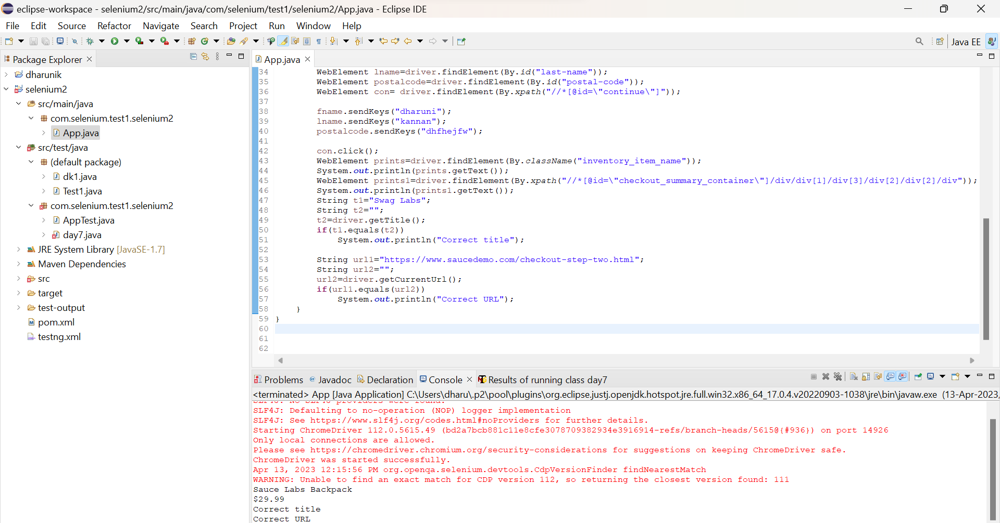 eclipse-workspace - selenium2/src/main/java/com/selenium/test1/selenium2/App.java - Eclipse IDE
File Edit Source Refactor Navigate Search Project Run Window Help
Java EE
Package Explorer
dharunik
selenium2
src/main/java
com.selenium.test1.selenium2
App.java
src/test/java
(default package)
dk1.java
Test1.java
com.selenium.test1.selenium2
AppTest.java
day7.java
JRE System Library [JavaSE-1.7]
Maven Dependencies
src
target
test-output
pom.xml
testng.xml
App.java
34 WebElement lname=driver.findElement(By.id("last-name"));
35 WebElement postalcode=driver.findElement(By.id("postal-code"));
36 WebElement con= driver.findElement(By.xpath("//*[@id=\"continue\"]"));
37
38 fname.sendKeys("dharuni");
39 lname.sendKeys("kannan");
40 postalcode.sendKeys("dhfhejfw");
41
42 con.click();
43 WebElement prints=driver.findElement(By.className("inventory_item_name"));
44 System.out.println(prints.getText());
45 WebElement prints1=driver.findElement(By.xpath("//*[@id=\"checkout_summary_container\"]/div/div[1]/div[3]/div[2]/div[2]/div"));
46 System.out.println(prints1.getText());
47 String t1="Swag Labs";
48 String t2="";
49 t2=driver.getTitle();
50 if(t1.equals(t2))
51 System.out.println("Correct title");
52
53 String url1="https://www.saucedemo.com/checkout-step-two.html";
54 String url2="";
55 url2=driver.getCurrentUrl();
56 if(url1.equals(url2))
57 System.out.println("Correct URL");
58 }
59 }
60
61
62
Problems Javadoc Declaration Console Results of running class day7
<terminated> App [Java Application] C:\Users\dharu\.p2\pool\plugins\org.eclipse.justj.openjdk.hotspot.jre.full.win32.x86_64_17.0.4.v20220903-1038\jre\bin\javaw.exe (13-Apr-2023,
SLF4J: No SLF4J providers were found.
SLF4J: Defaulting to no-operation (NOP) logger implementation
SLF4J: See https://www.slf4j.org/codes.html#noProviders for further details.
Starting ChromeDriver 112.0.5615.49 (bd2a7bcb881c11e8cfe3078709382934e3916914-refs/branch-heads/5615@{#936}) on port 14926
Only local connections are allowed.
Please see https://chromedriver.chromium.org/security-considerations for suggestions on keeping ChromeDriver safe.
ChromeDriver was started successfully.
Apr 13, 2023 12:15:56 PM org.openqa.selenium.devtools.CdpVersionFinder findNearestMatch
WARNING: Unable to find an exact match for CDP version 112, so returning the closest version found: 111
Sauce Labs Backpack
$29.99
Correct title
Correct URL